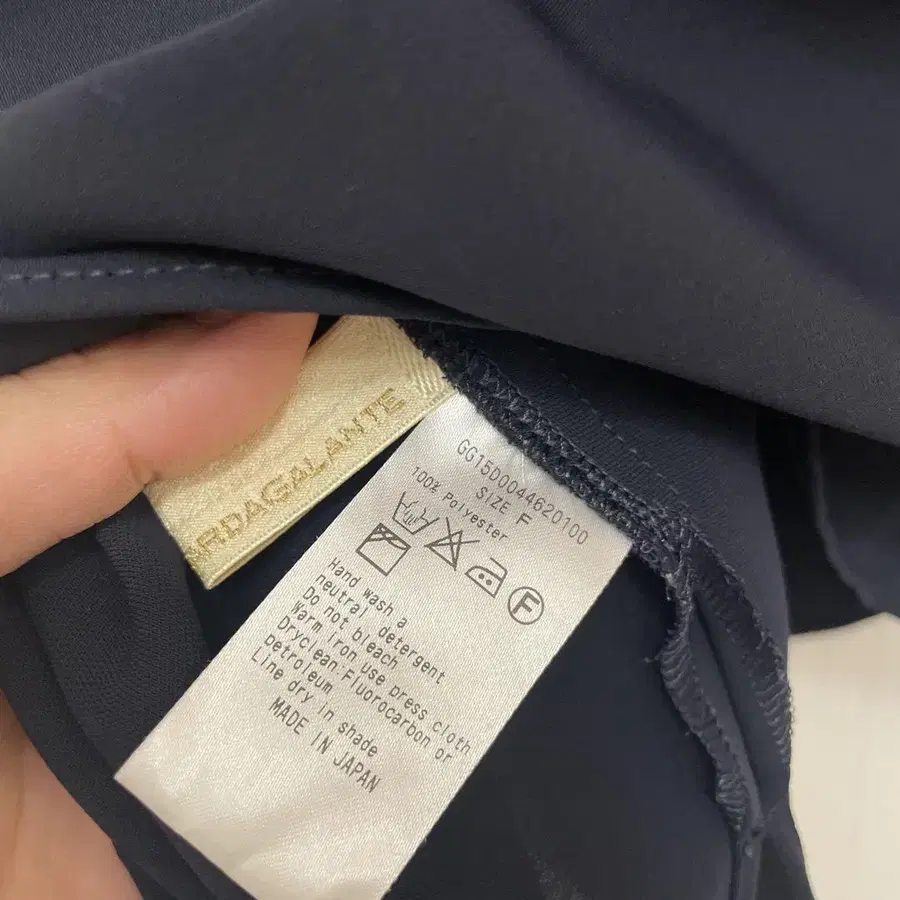 RDAGALANTE
GG15D0044620100
SIZE F
100% Polyester
F
Hand wash a
neutral detergent
Do not bleach
Warm iron use press cloth
Dryclean-Fluorocarbon or
petroleum
Line dry in shade
MADE IN JAPAN